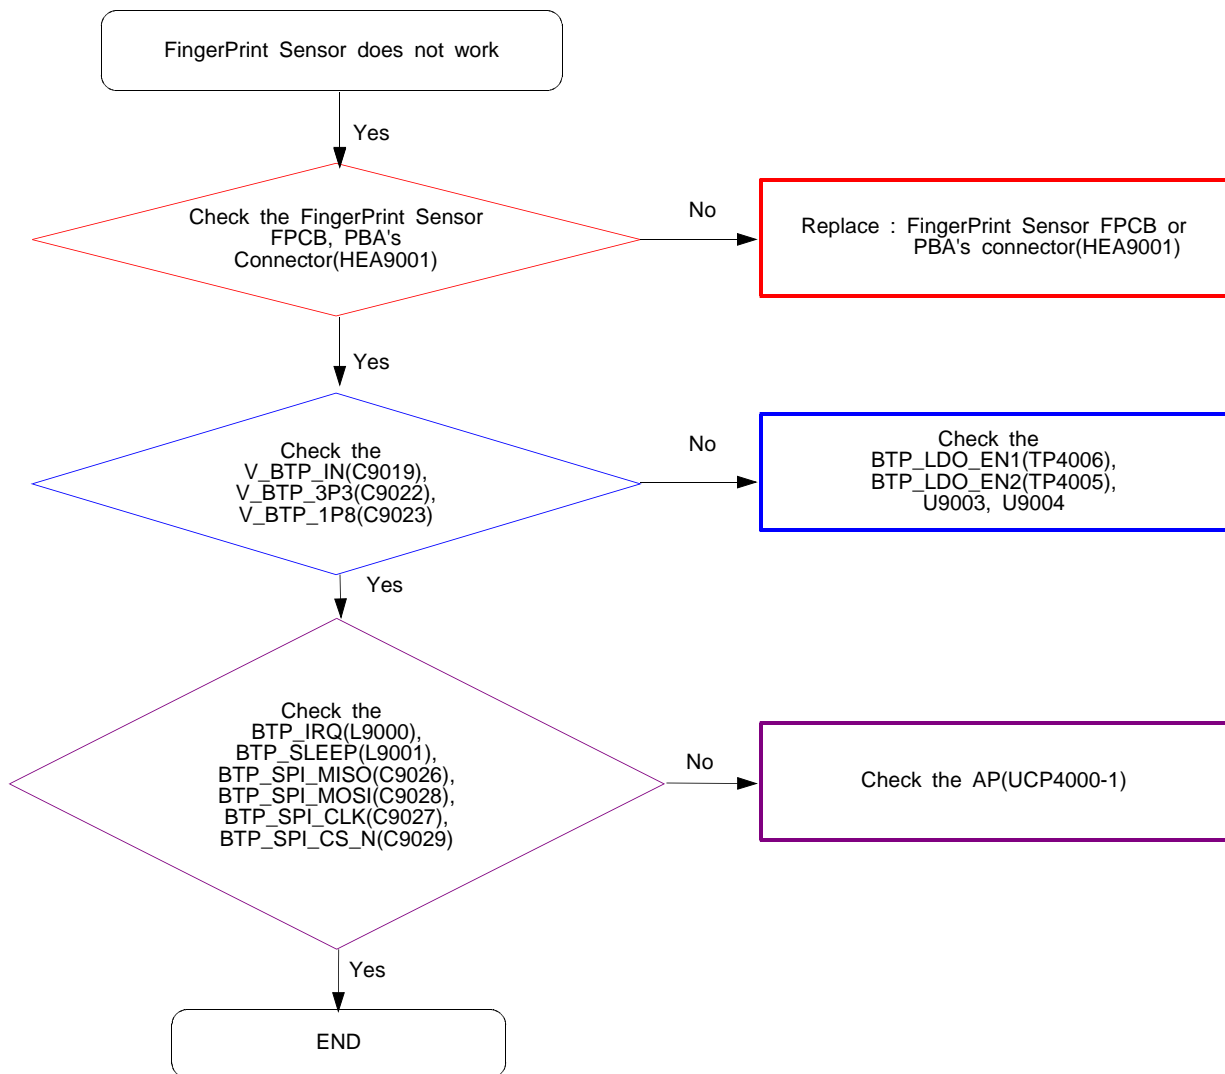 FingerPrint Sensor does not work
Yes
Check the FingerPrint Sensor
FPCB, PBA's
Connector(HEA9001)
No
Replace : FingerPrint Sensor FPCB or
PBA's connector(HEA9001)
Yes
Check the
V_BTP_IN(C9019),
V_BTP_3P3(C9022),
V_BTP_1P8(C9023)
No
Check the
BTP_LDO_EN1(TP4006),
BTP_LDO_EN2(TP4005),
U9003, U9004
Yes
Check the
BTP_IRQ(L9000),
BTP_SLEEP(L9001),
BTP_SPI_MISO(C9026),
BTP_SPI_MOSI(C9028),
BTP_SPI_CLK(C9027),
BTP_SPI_CS_N(C9029)
No
Check the AP(UCP4000-1)
Yes
END